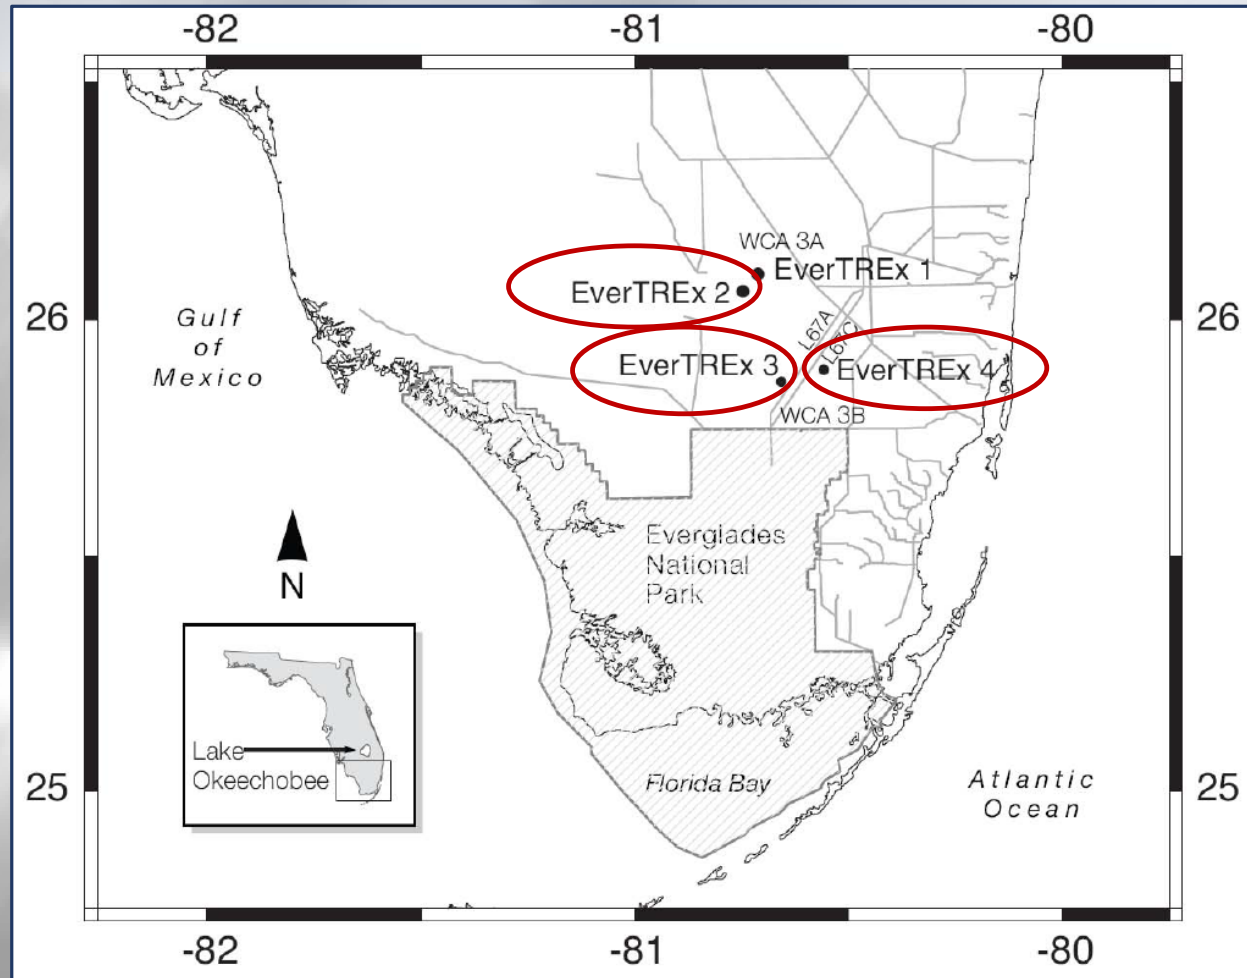 -82
-81
-80
WCA 3A
EverTREx 1
EverTREx 2
26
Gulf
of
Mexico
26
L67A
L67C
EverTREx 3
EverTREx 4
WCA 3B
Everglades
National
Park
N
Lake
Okeechobee
25
Florida Bay
Atlantic
Ocean
25
-82
-81
-80